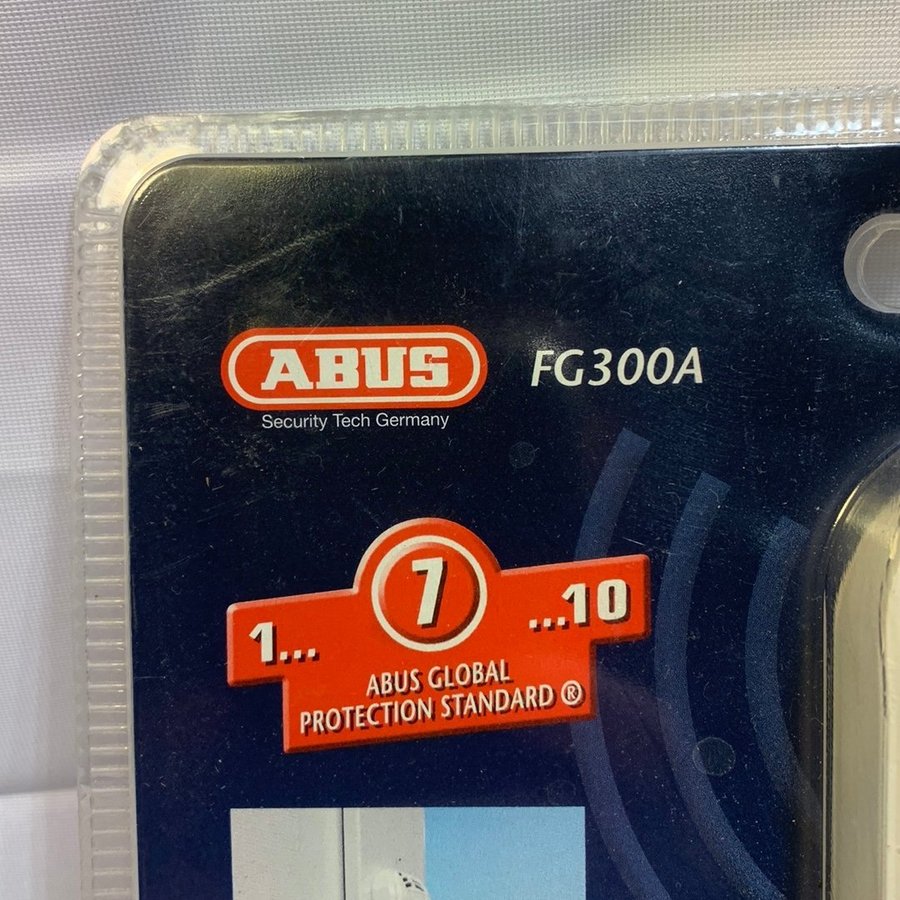 ABUS
Security Tech Germany
FG300A
1... 7 ...10
ABUS GLOBAL
PROTECTION STANDARD ®